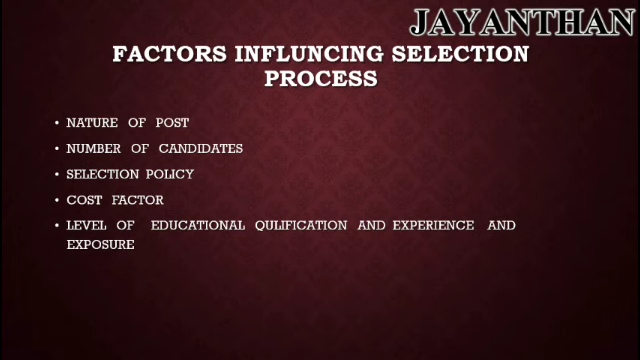 JAYANTHAN
FACTORS INFLUNCING SELECTION
PROCESS
• NATURE OF POST
• NUMBER OF CANDIDATES
• SELECTION POLICY
• COST FACTOR
• LEVEL OF EDUCATIONAL QULIFICATION AND EXPERIENCE AND
EXPOSURE